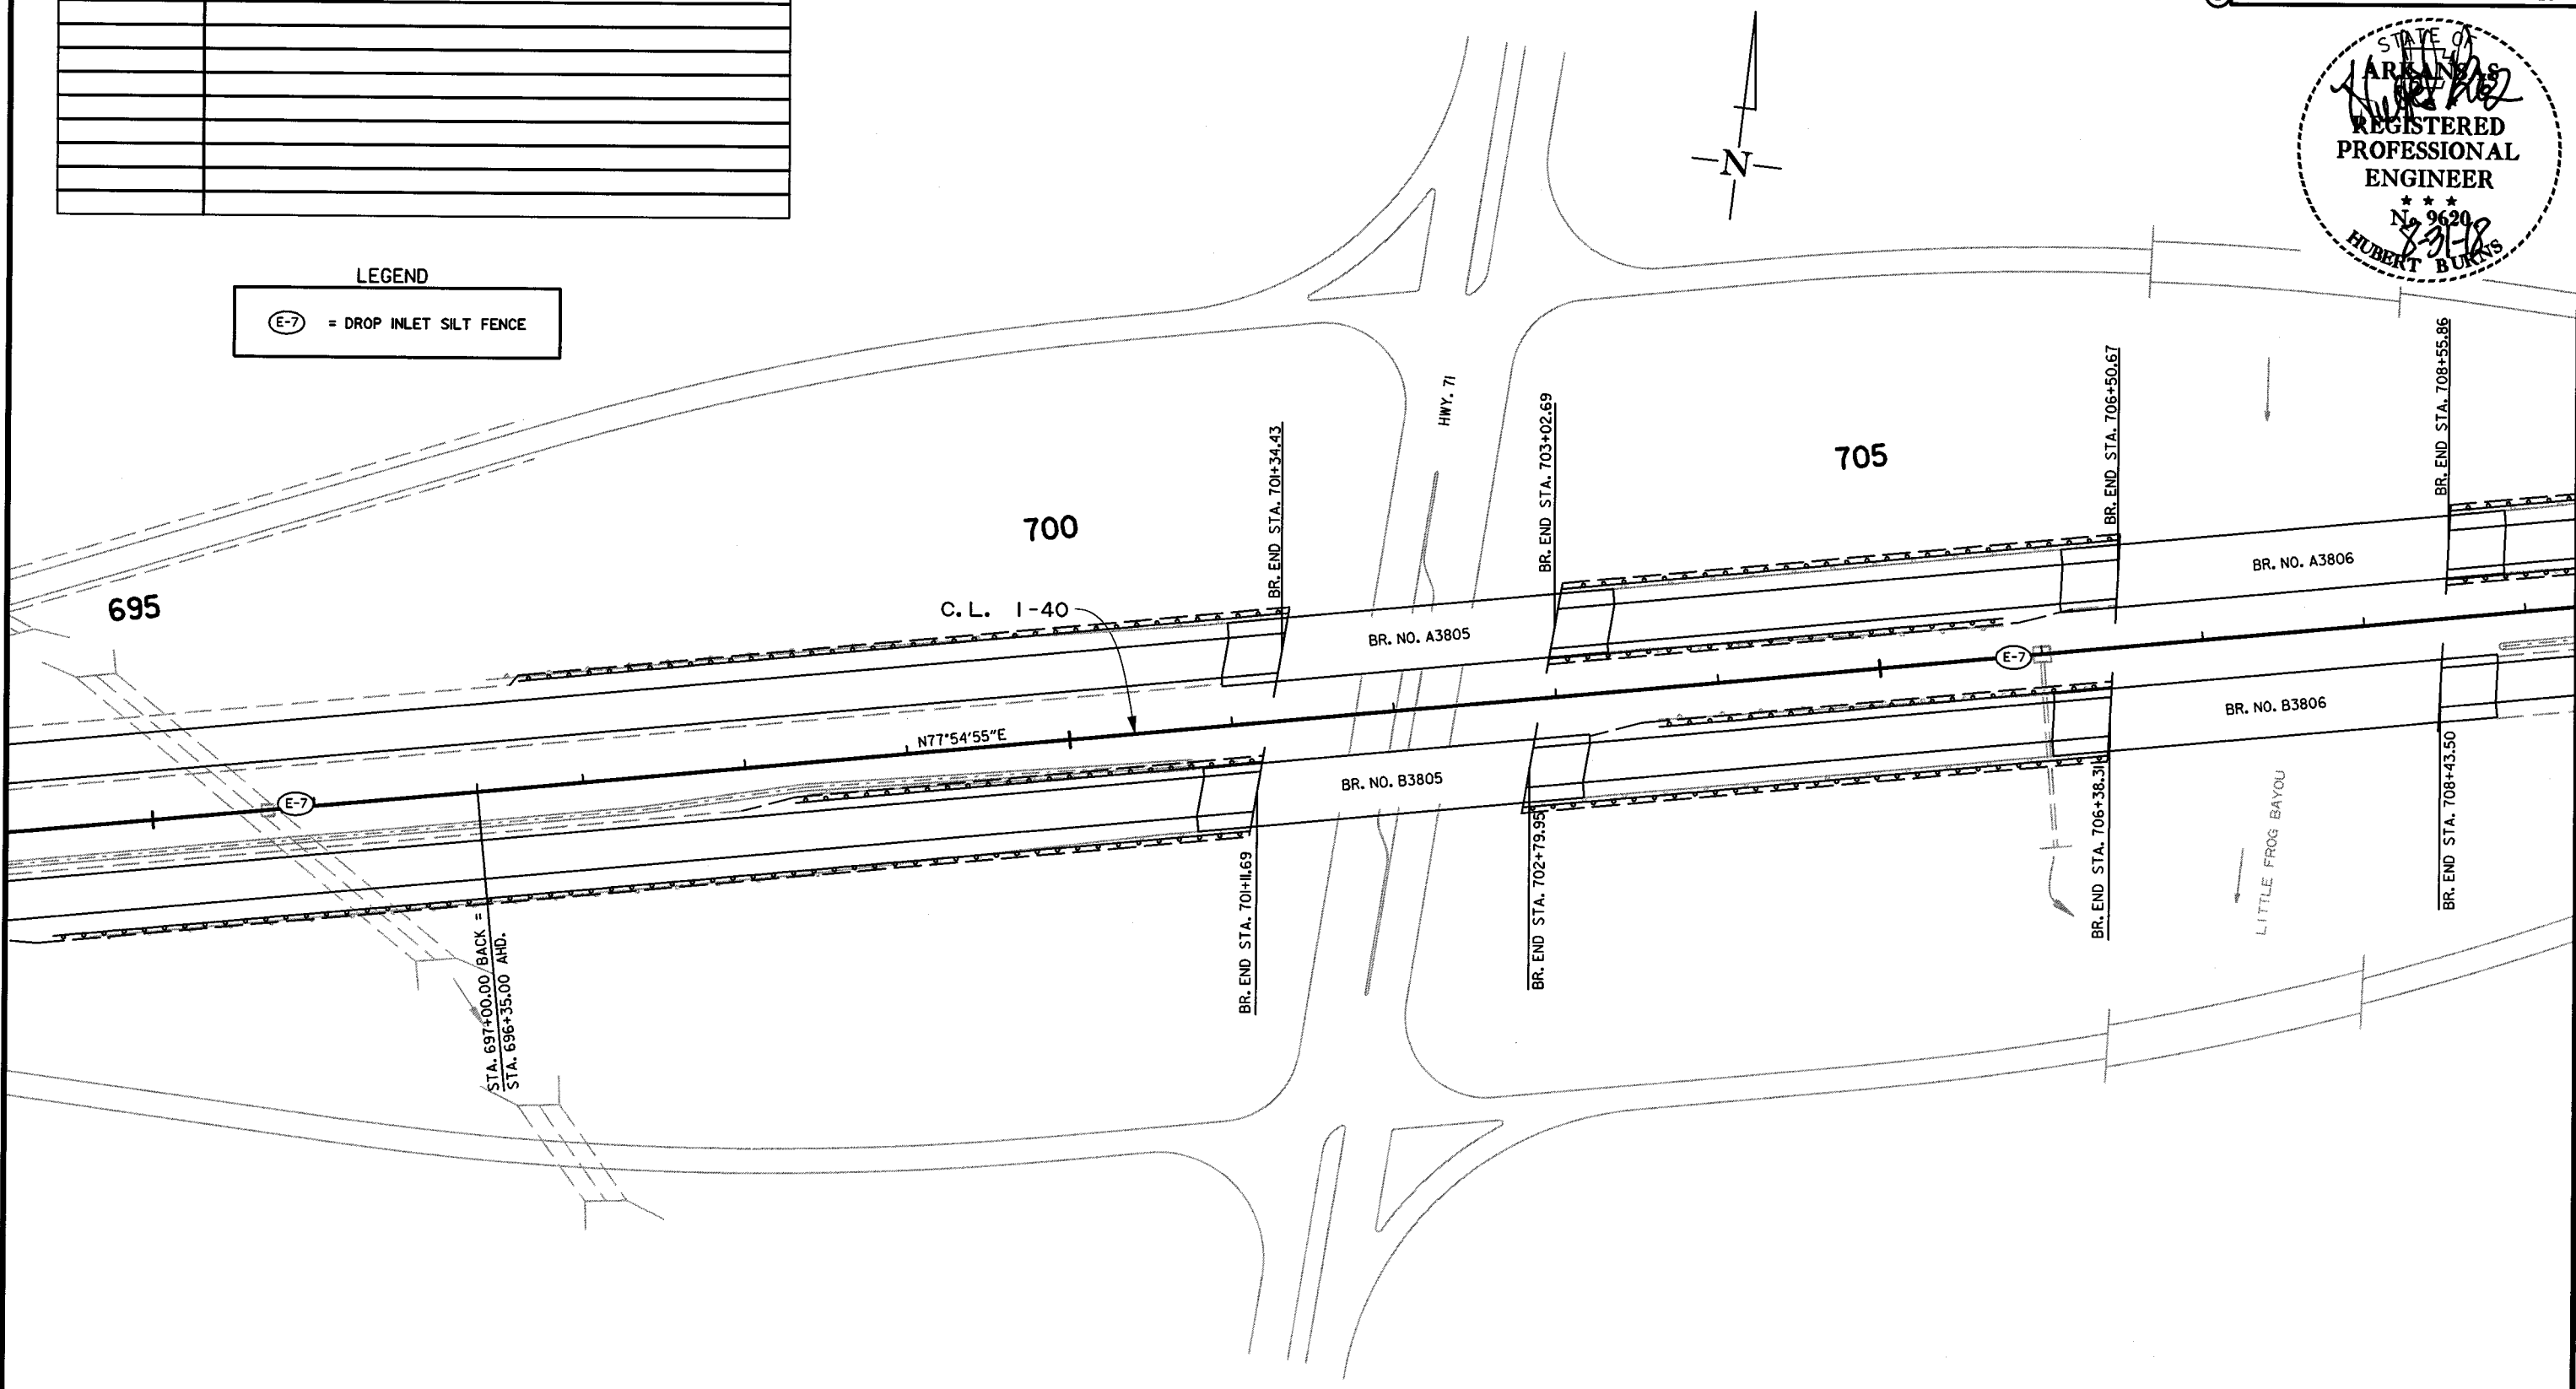 STATE OF
ARKANSAS
REGISTERED
PROFESSIONAL
ENGINEER
★ ★ ★
No. 9620
8-31-18
HUBERT BURNS
N
LEGEND
E-7 = DROP INLET SILT FENCE
HWY. 71
BR. END STA. 701+34.43
BR. END STA. 703+02.69
BR. END STA. 706+50.67
BR. END STA. 708+55.86
695
700
705
C.L. I-40
BR. NO. A3805
BR. NO. A3806
E-7
N77°54'55"E
E-7
BR. NO. B3805
BR. NO. B3806
STA. 697+00.00 BACK =
STA. 696+35.00 AHD.
BR. END STA. 701+11.69
BR. END STA. 702+79.95
BR. END STA. 706+38.31
LITTLE FROG BAYOU
BR. END STA. 708+43.50